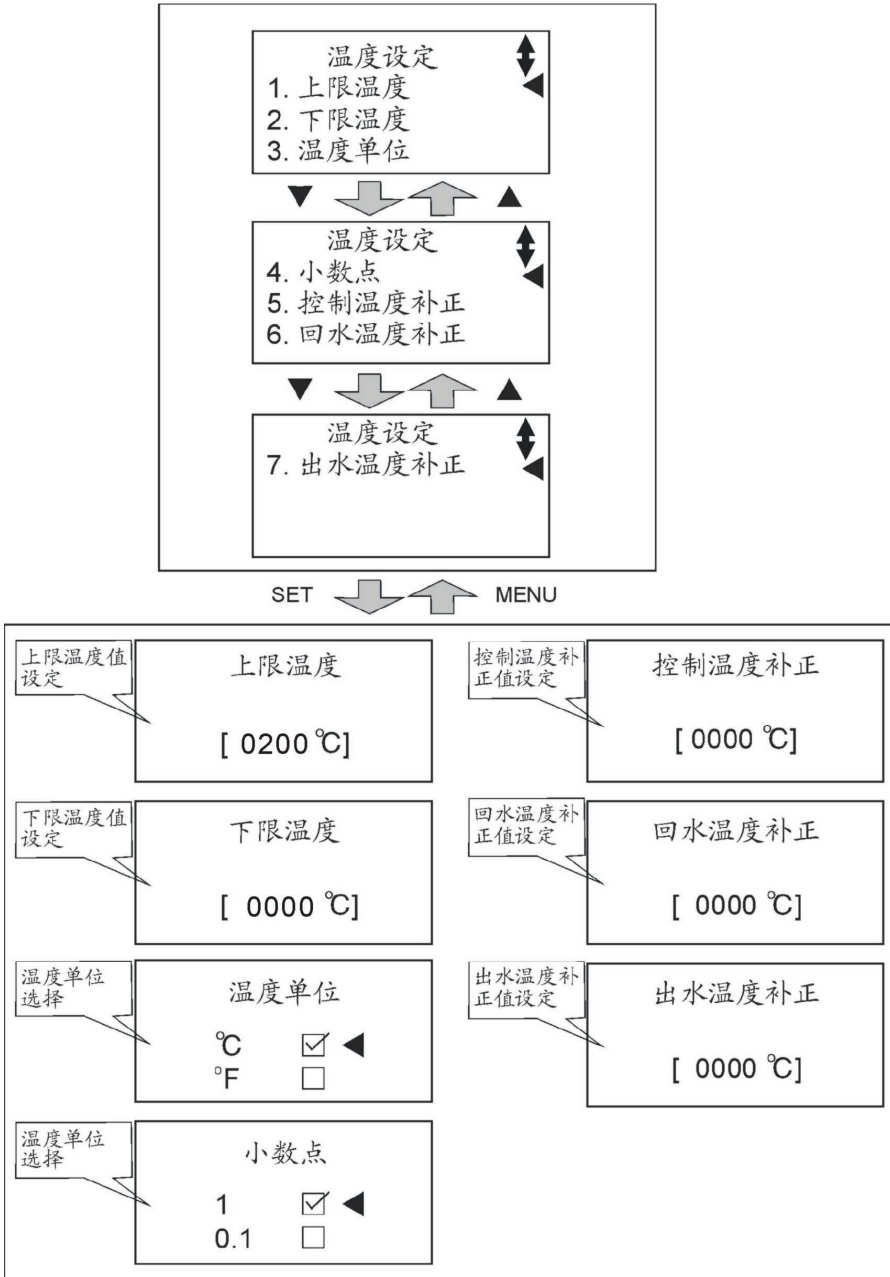 温度设定
1. 上限温度
2. 下限温度
3. 温度单位
温度设定
4. 小数点
5. 控制温度补正
6. 回水温度补正
温度设定
7. 出水温度补正
SET MENU
上限温度值
设定
上限温度
[ 0200 ℃]
下限温度值
设定
下限温度
[ 0000 ℃]
温度单位
选择
温度单位
℃
°F
温度单位
选择
小数点
1
0.1
控制温度补
正值设定
控制温度补正
[ 0000 ℃]
回水温度补
正值设定
回水温度补正
[ 0000 ℃]
出水温度补
正值设定
出水温度补正
[ 0000 ℃]